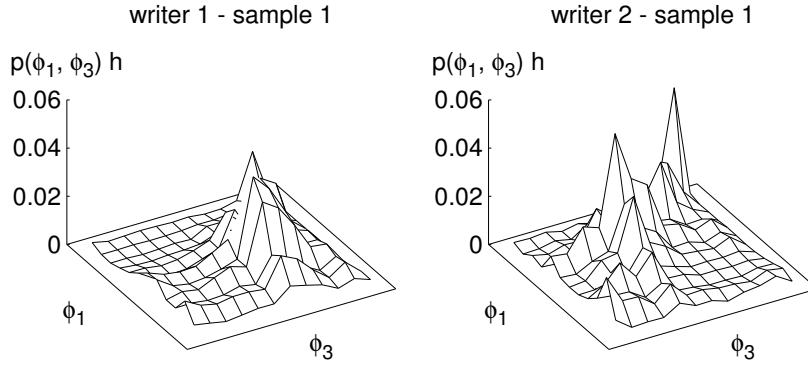 writer 1 - sample 1
p(ϕ₁, ϕ₃) h
0.06
0.04
0.02
0
ϕ₁
ϕ₃
writer 2 - sample 1
p(ϕ₁, ϕ₃) h
0.06
0.04
0.02
0
ϕ₁
ϕ₃